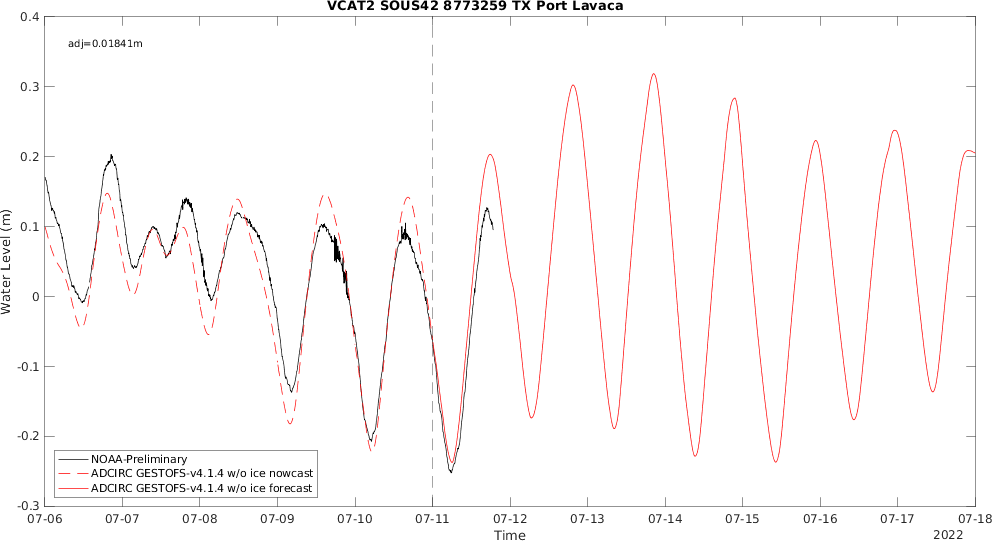 VCAT2 SOUS42 8773259 TX Port Lavaca
adj=0.01841m
0.4
0.3
0.2
0.1
0
-0.1
-0.2
-0.3
Water Level (m)
NOAA-Preliminary
ADCIRC GESTOFS-v4.1.4 w/o ice nowcast
ADCIRC GESTOFS-v4.1.4 w/o ice forecast
07-06 07-07 07-08 07-09 07-10 07-11 07-12 07-13 07-14 07-15 07-16 07-17 07-18
Time
2022